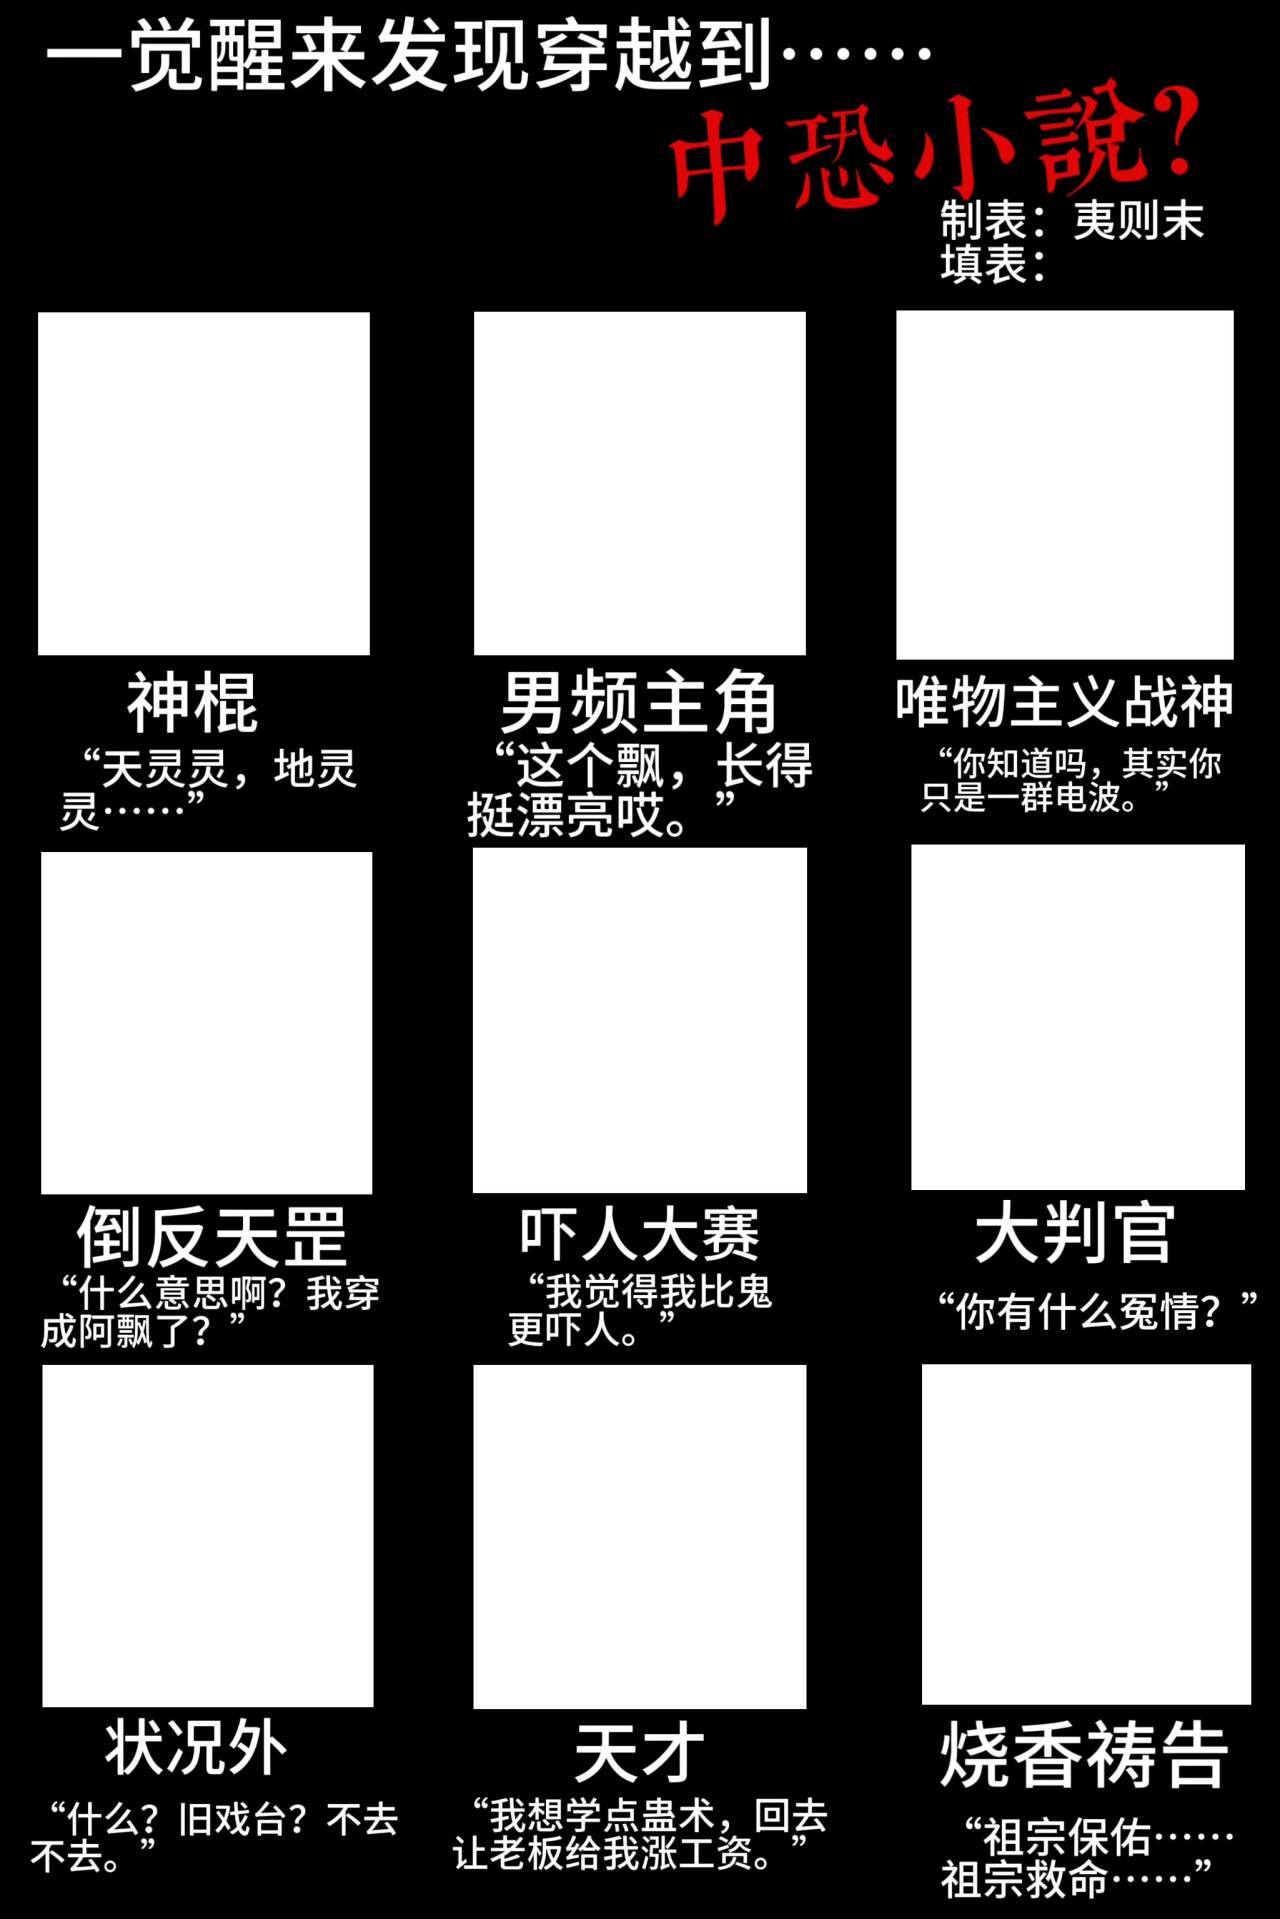 一觉醒来发现穿越到……
中恐小說？
制表：夷则末
填表：
神棍
“天灵灵，地灵
灵……”
男频主角
“这个飘，长得
挺漂亮哎。”
唯物主义战神
“你知道吗，其实你
只是一群电波。”
倒反天罡
“什么意思啊？我穿
成阿飘了？”
吓人大赛
“我觉得我比鬼
更吓人。”
大判官
“你有什么冤情？”
状况外
“什么？旧戏台？不去
不去。”
天才
“我想学点蛊术，回去
让老板给我涨工资。”
烧香祷告
“祖宗保佑……
祖宗救命……”